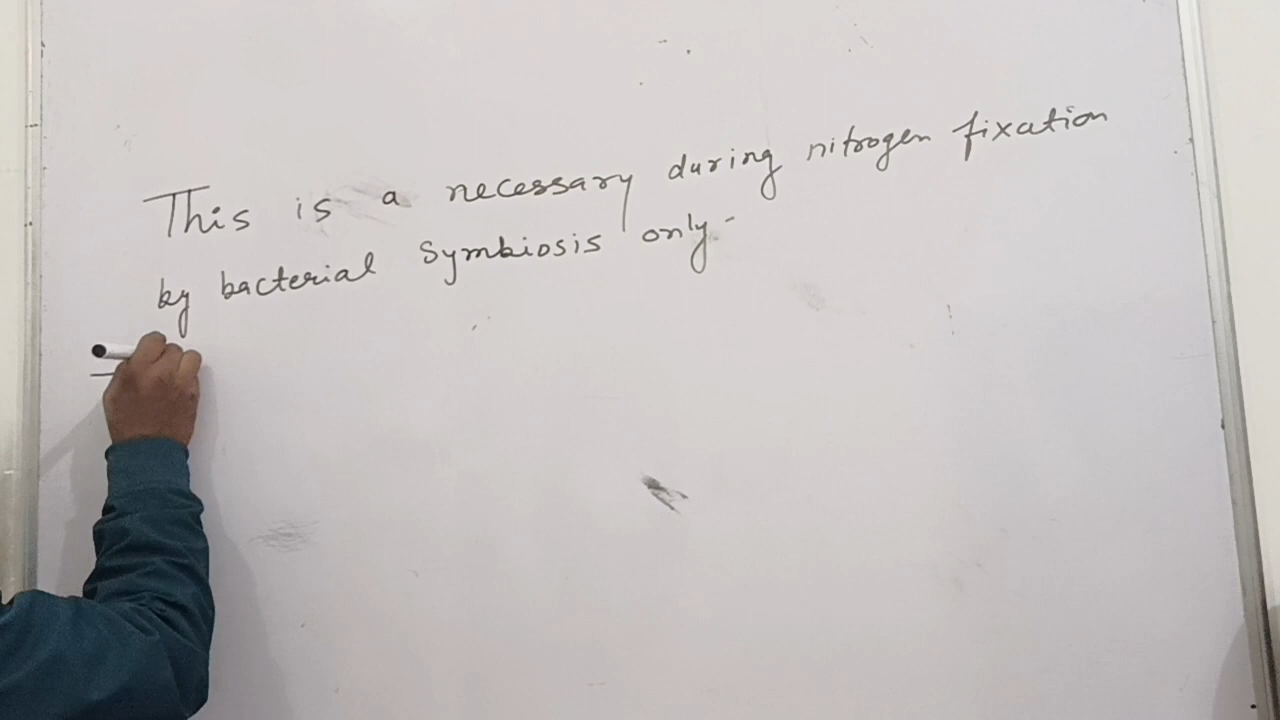 This is a necessary during nitrogen fixation
by bacterial symbiosis only-